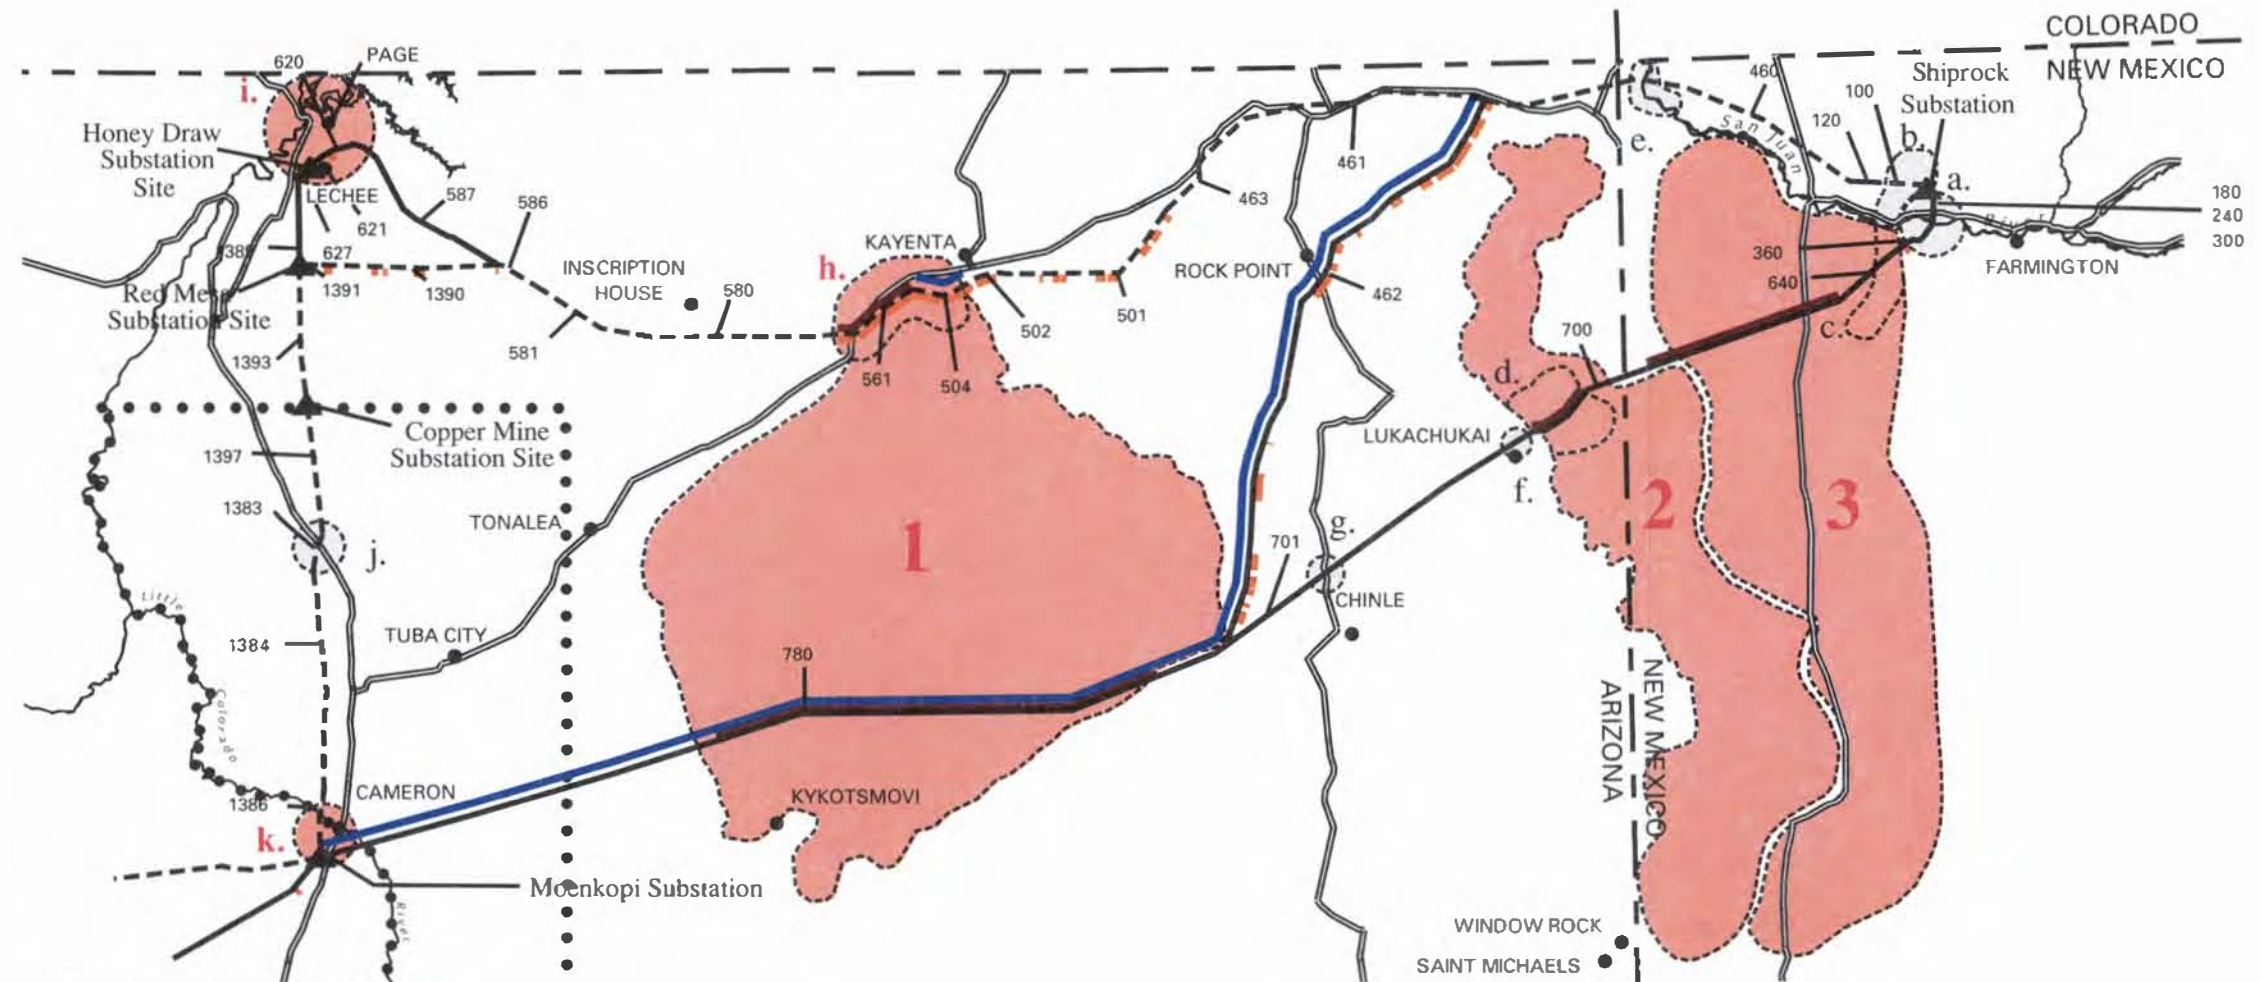 COLORADO
NEW MEXICO
620
PAGE
i.
Honey Draw
Substation
Site
LECHEE
587
586
621
627
1389
1391
1390
Red Mesa
Substation Site
1393
581
INSCRIPTION
HOUSE
580
KAYENTA
h.
561
504
502
501
463
461
ROCK POINT
462
460
100
120
Shiprock
Substation
b.
a.
e.
San Juan
River
180
240
300
360
640
FARMINGTON
c.
700
d.
LUKACHUKAI
f.
Copper Mine
Substation Site
1397
1383
j.
TONALEA
1
2
3
g.
701
CHINLE
Little
Colorado
River
1384
TUBA CITY
780
1386
CAMERON
k.
KYKOTSMOVI
Moenkopi Substation
ARIZONA
NEW MEXICO
WINDOW ROCK
SAINT MICHAELS